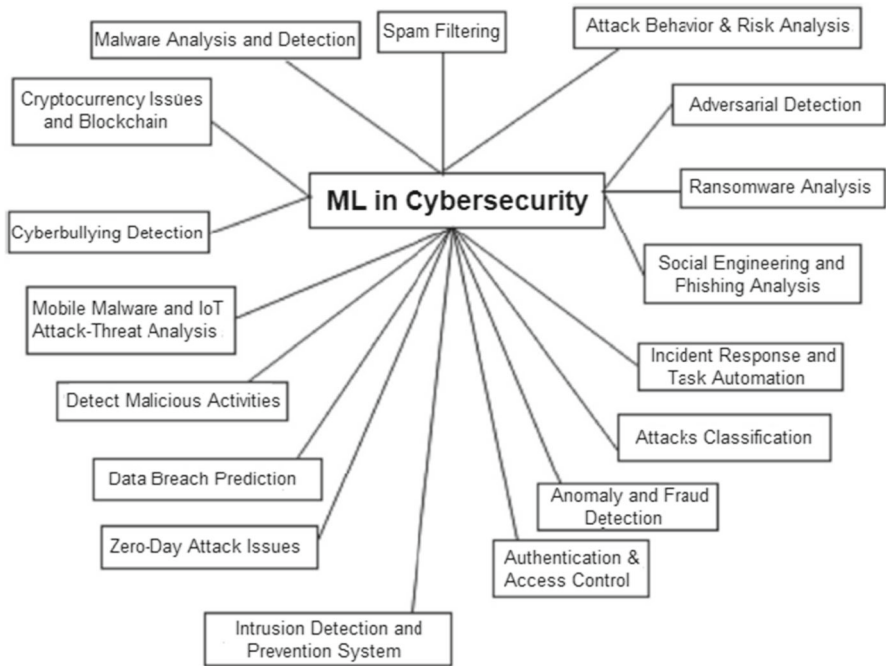 Malware Analysis and Detection
Spam Filtering
Attack Behavior & Risk Analysis
Cryptocurrency Issues
and Blockchain
Adversarial Detection
ML in Cybersecurity
Ransomware Analysis
Cyberbullying Detection
Social Engineering and
Fhishing Analysis
Mobile Malware and IoT
Attack-Threat Analysis
Incident Response and
Task Automation
Detect Malicious Activities
Attacks Classification
Data Breach Prediction
Anomaly and Fraud
Detection
Zero-Day Attack Issues
Authentication &
Access Control
Intrusion Detection and
Prevention System